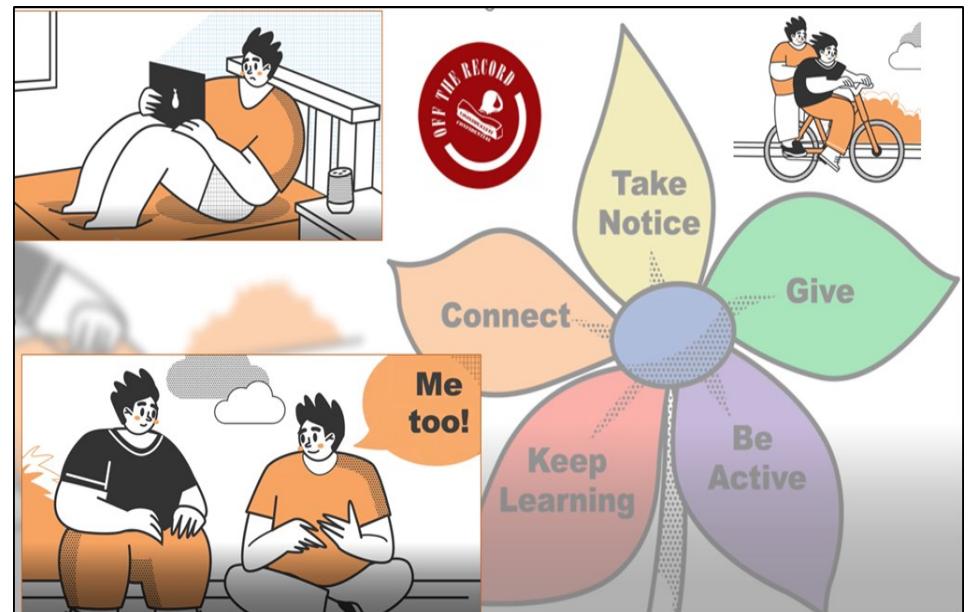 OFF THE RECORD
Take
Notice
Connect
Give
Me
too!
Keep
Learning
Be
Active